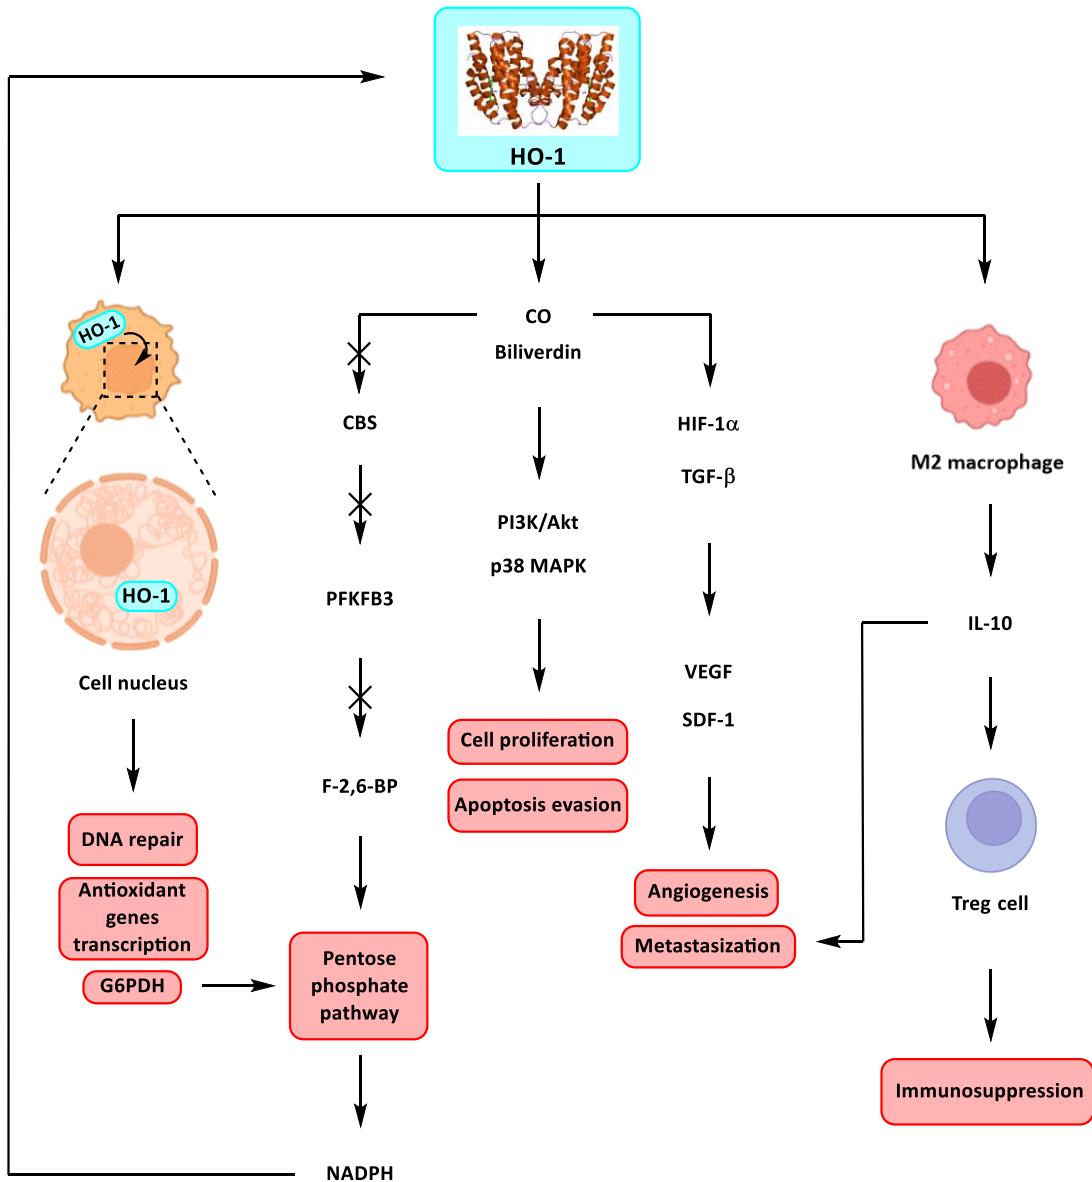 HO-1
HO-1
HO-1
Cell nucleus
DNA repair
Antioxidant
genes
transcription
G6PDH
CO
Biliverdin
CBS
PFKFB3
F-2,6-BP
Pentose
phosphate
pathway
NADPH
PI3K/Akt
p38 MAPK
Cell proliferation
Apoptosis evasion
HIF-1α
TGF-β
VEGF
SDF-1
Angiogenesis
Metastasization
M2 macrophage
IL-10
Treg cell
Immunosuppression